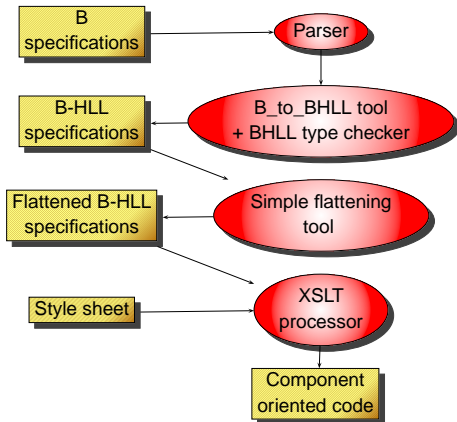 B
specifications
Parser
B-HLL
specifications
B_to_BHLL tool
+ BHLL type checker
Flattened B-HLL
specifications
Simple flattening
tool
Style sheet
XSLT
processor
Component
oriented code